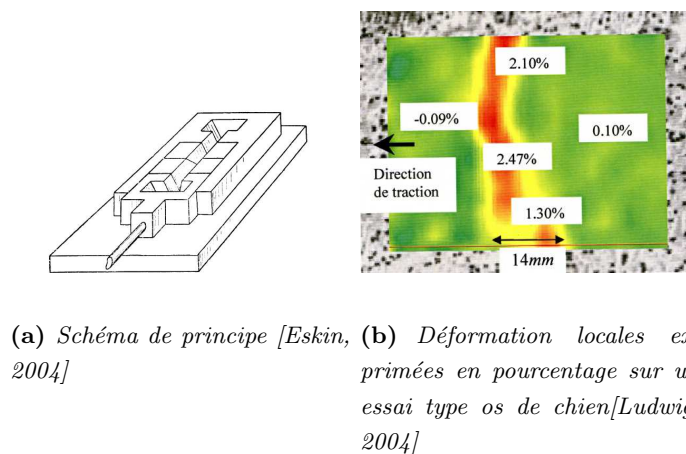 2.10%
-0.09%
0.10%
Direction
de traction
2.47%
1.30%
14mm
(a) Schéma de principe [Eskin,
2004]
(b) Déformation locales ex
primées en pourcentage sur u
essai type os de chien[Ludwig
2004]